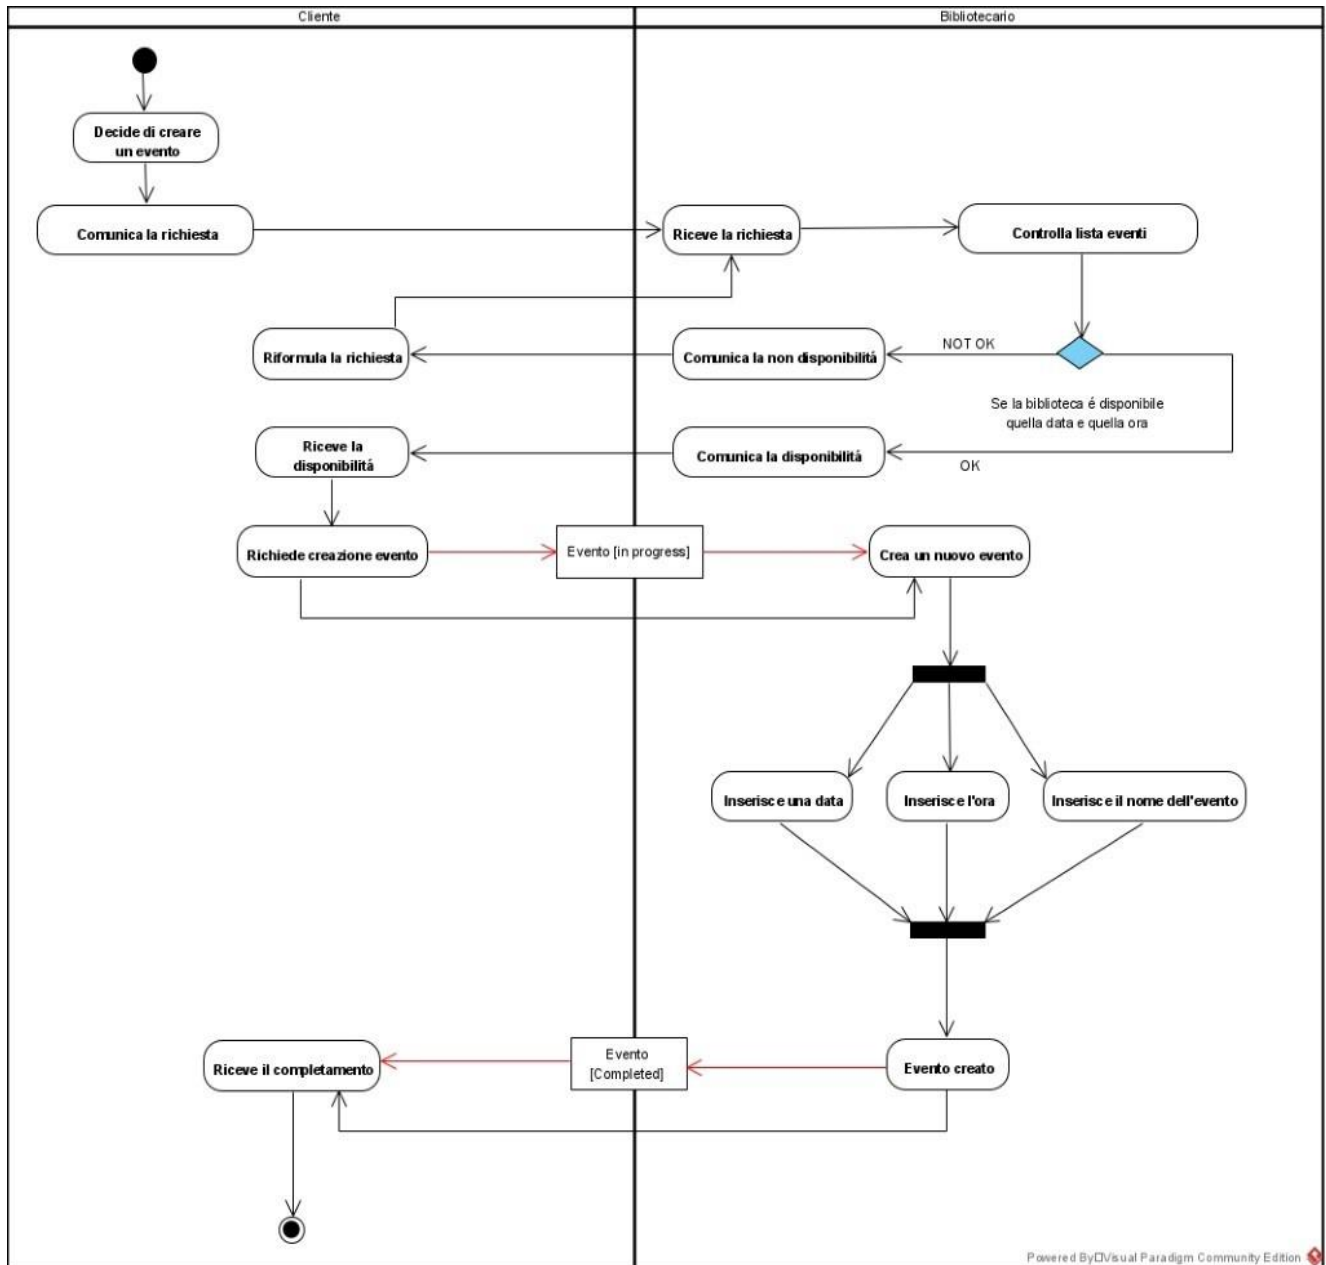 Cliente
Bibliotecario
Decide di creare
un evento
Comunica la richiesta
Riceve la richiesta
Controlla lista eventi
Riformula la richiesta
Comunica la non disponibilitá
NOT OK
Se la biblioteca é disponibile
quella data e quella ora
Riceve la
disponibilitá
Comunica la disponibilitá
OK
Richiede creazione evento
Evento [in progress]
Crea un nuovo evento
Inserisce una data
Inserisce l'ora
Inserisce il nome dell'evento
Riceve il completamento
Evento
[Completed]
Evento creato
Powered By□Visual Paradigm Community Edition